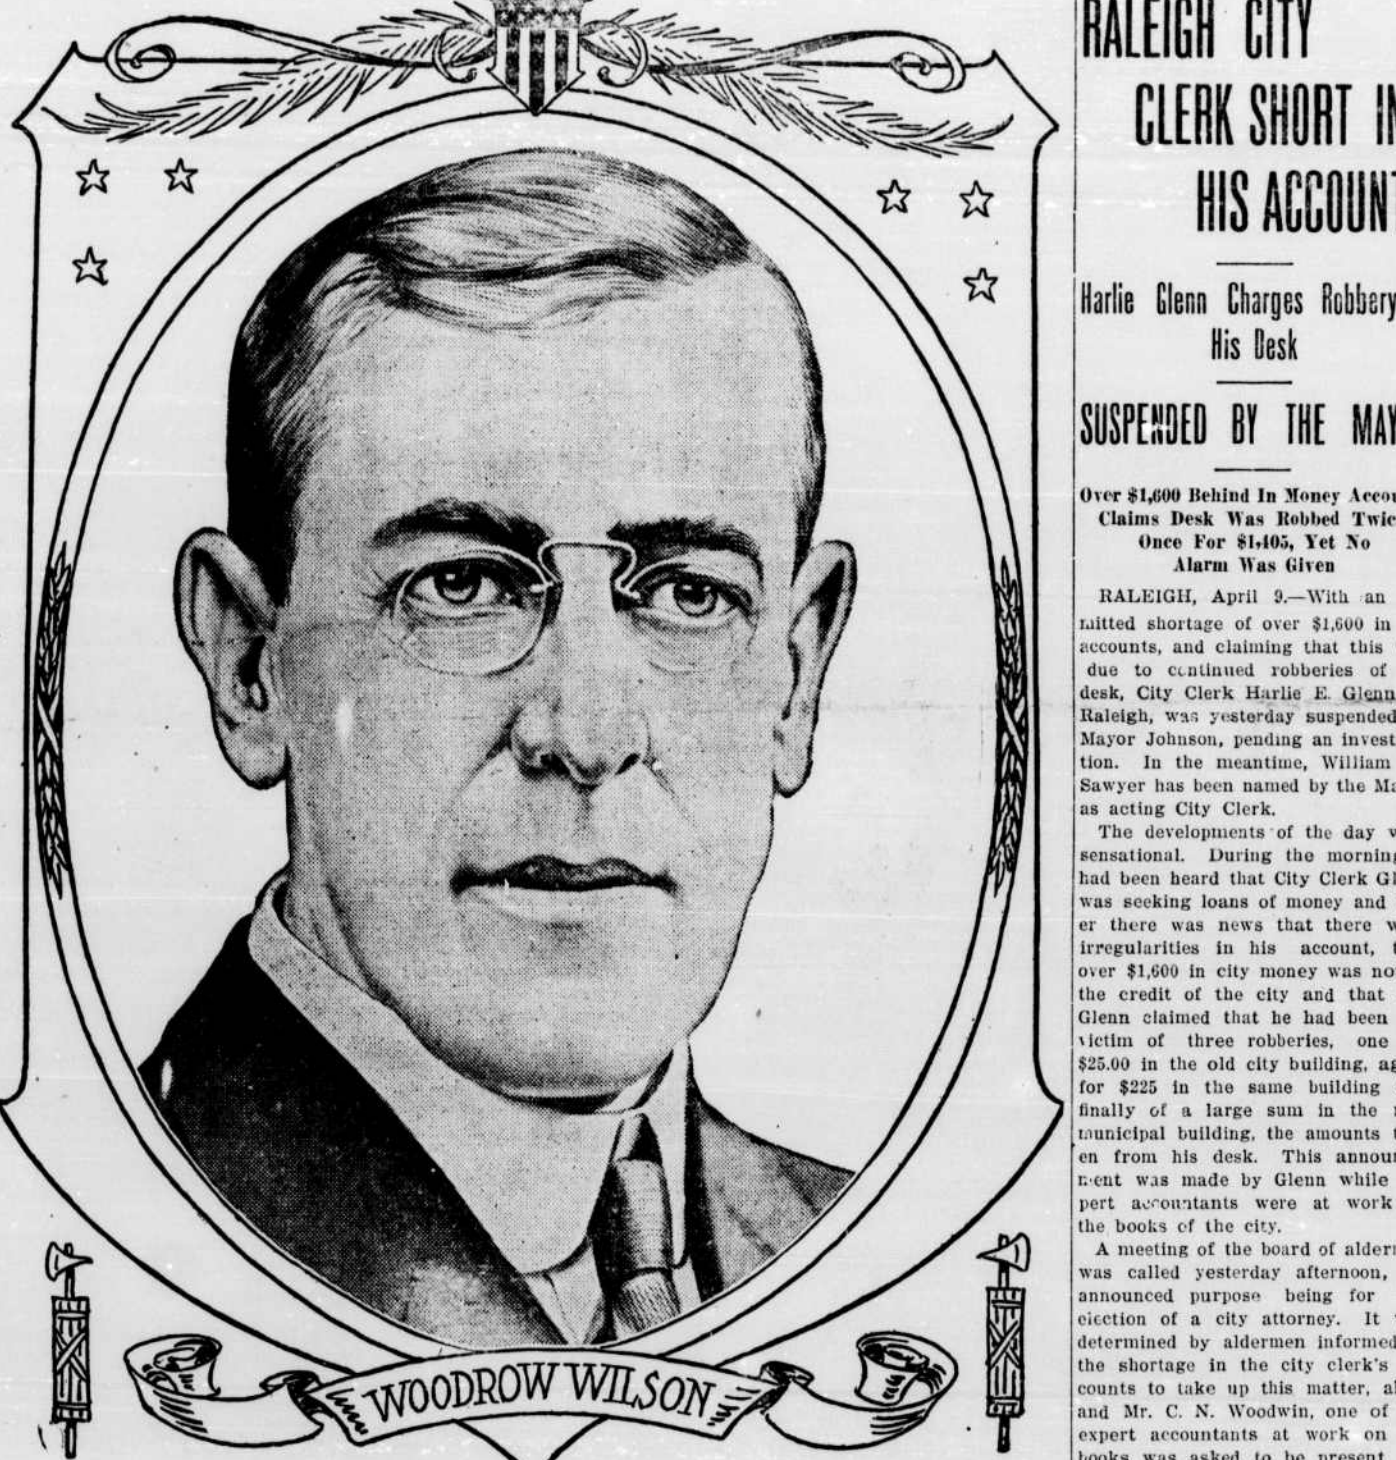 WOODROW WILSON
RALEIGH CITY
CLERK SHORT IN
HIS ACCOUNT
Harlie Glenn Charges Robbery
His Desk
SUSPENDED BY THE MAY
Over $1,600 Behind In Money Accou
Claims Desk Was Robbed Twic
Once For $1,405, Yet No
Alarm Was Given
RALEIGH, April 9.—With an
mitted shortage of over $1,600 in
accounts, and claiming that this
due to continued robberies of
desk, City Clerk Harlie E. Glenn
Raleigh, was yesterday suspended
Mayor Johnson, pending an invest
tion. In the meantime, William
Sawyer has been named by the Ma
as acting City Clerk.
The developments of the day w
sensational. During the morning
had been heard that City Clerk Gl
was seeking loans of money and
er there was news that there w
irregularities in his account, t
over $1,600 in city money was no
the credit of the city and that
Glenn claimed that he had been
victim of three robberies, one
$25.00 in the old city building, ag
for $225 in the same building
finally of a large sum in the
municipal building, the amounts t
en from his desk. This announ
ment was made by Glenn while
pert accountants were at work
the books of the city.
A meeting of the board of alderm
was called yesterday afternoon,
announced purpose being for
election of a city attorney. It
determined by aldermen informed
the shortage in the city clerk's
counts to take up this matter, al
and Mr. C. N. Woodwin, one of
expert accountants at work on
books was asked to be present